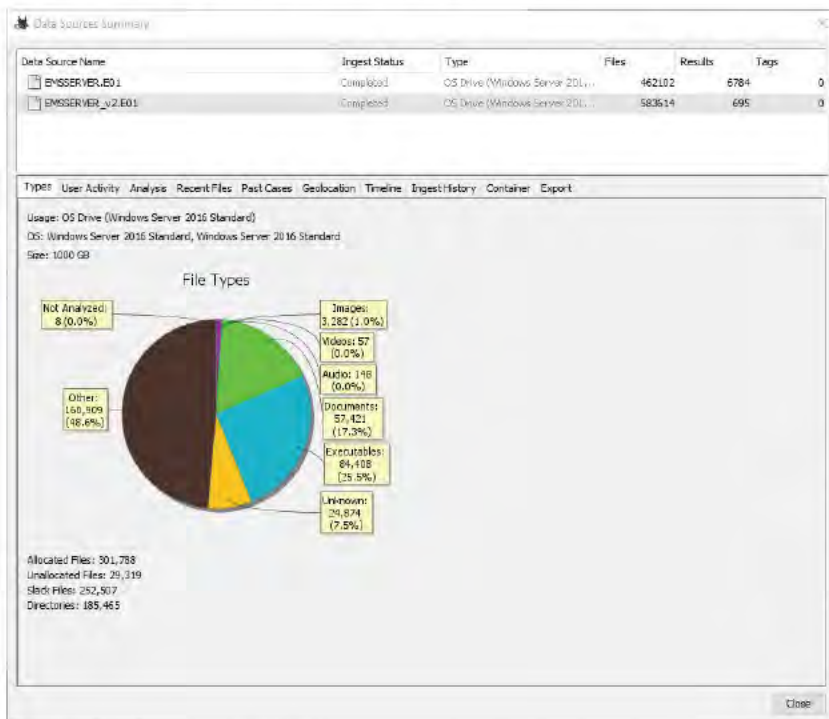 Data Sources Summary
Data Source Name Ingest Status Type Files Results Tags
EMSSERVER.E01 Completed OS Drive (Windows Server 201... 462102 6784 0
EMSSERVER_v2.E01 Completed OS Drive (Windows Server 201... 583614 695 0
Types User Activity Analysis Recent Files Past Cases Geolocation Timeline Ingest History Container Export
Usage: OS Drive (Windows Server 2016 Standard)
OS: Windows Server 2016 Standard, Windows Server 2016 Standard
Size: 1000 GB
File Types
Not Analyzed:
8 (0.0%)
Images:
3,282 (1.0%)
Videos: 57
(0.0%)
Audio: 148
(0.0%)
Other:
160,909
(48.6%)
Documents:
57,421
(17.3%)
Executables:
84,408
(25.5%)
Unknown:
24,874
(7.5%)
Allocated Files: 301,788
Unallocated Files: 29,319
Slack Files: 252,507
Directories: 185,465
Close